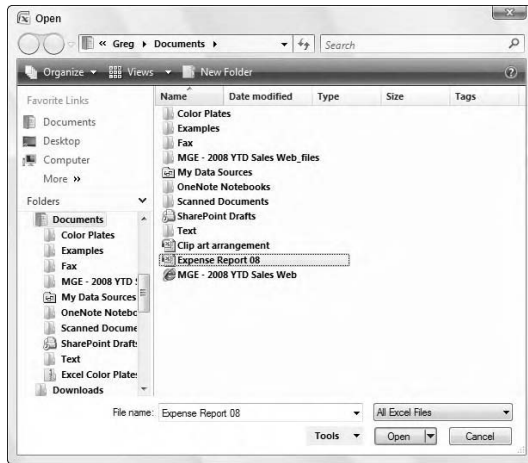 Open
« Greg ▸ Documents ▸
Search
Organize Views New Folder
Favorite Links
Documents
Desktop
Computer
More »
Folders
Documents
Color Plates
Examples
Fax
MGE - 2008 YTD
My Data Sources
OneNote Notebo
Scanned Docume
SharePoint Draft
Text
Excel Color Plate
Downloads
Name Date modified Type Size Tags
Color Plates
Examples
Fax
MGE - 2008 YTD Sales Web_files
My Data Sources
OneNote Notebooks
Scanned Documents
SharePoint Drafts
Text
Clip art arrangement
Expense Report 08
MGE - 2008 YTD Sales Web
File name: Expense Report 08 All Excel Files
Tools Open Cancel